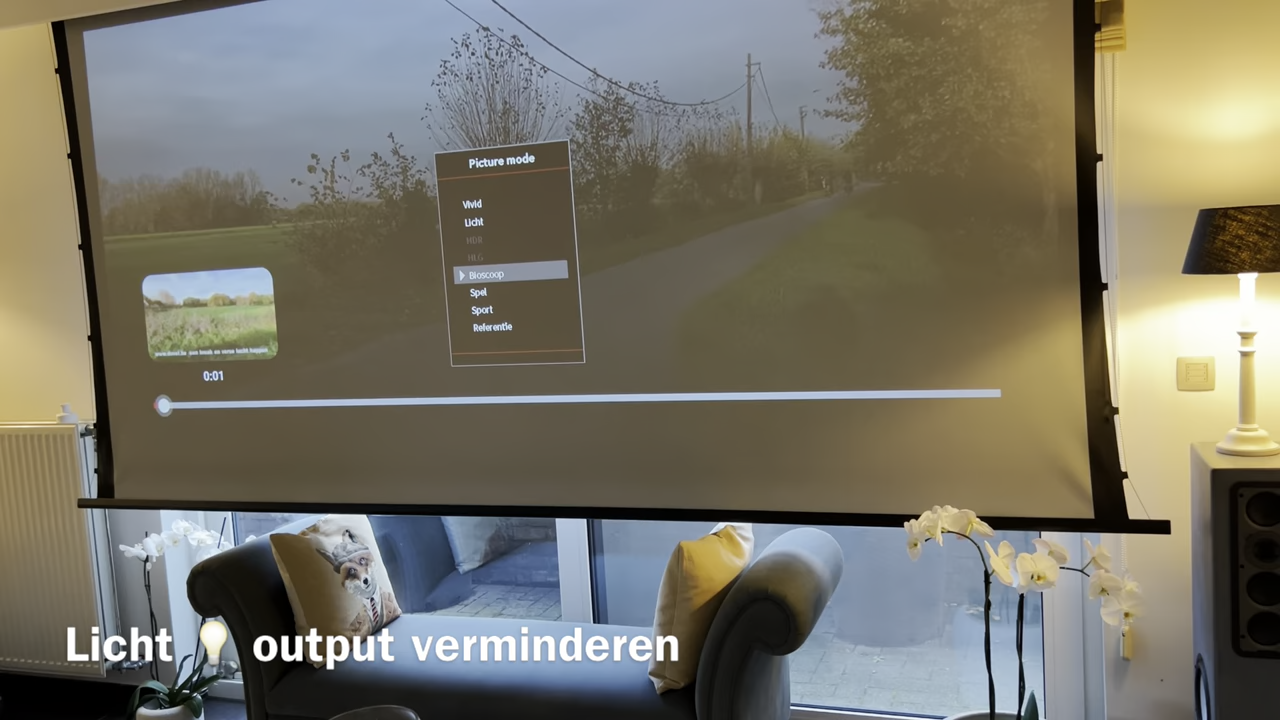 Picture mode
Vivid
Licht
HDR
HLG
Bioscoop
Spel
Sport
Referentie
0:01
Licht 💡 output verminderen